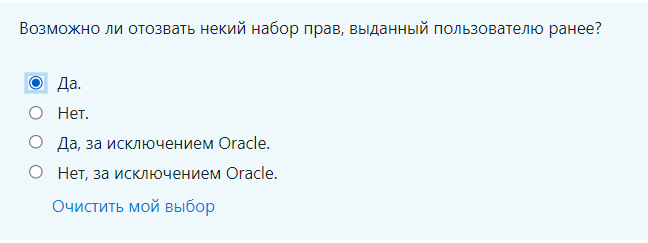 Возможно ли отозвать некий набор прав, выданный пользователю ранее?
Да.
Нет.
Да, за исключением Oracle.
Нет, за исключением Oracle.
Очистить мой выбор